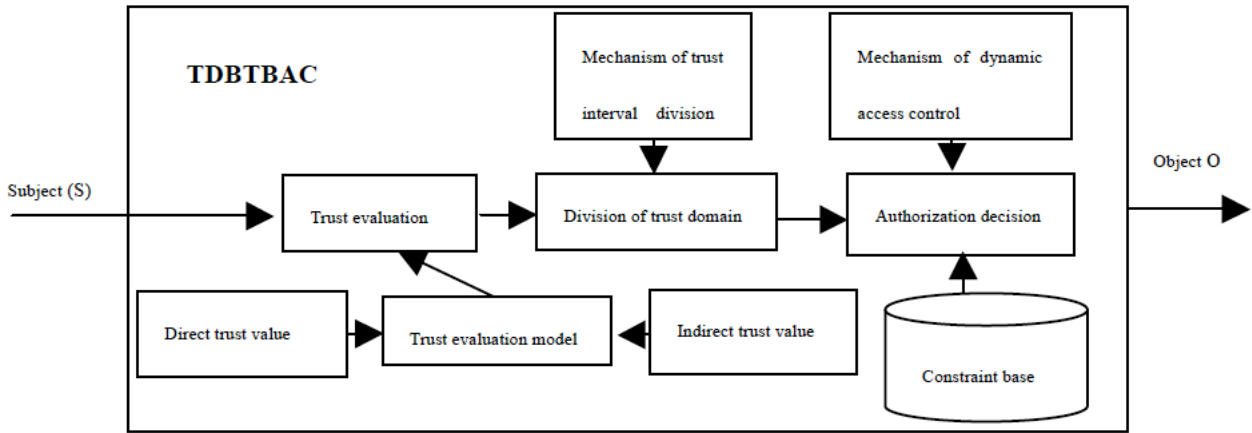 TDBTBAC
Mechanism of trust
interval division
Mechanism of dynamic
access control
Subject (S)
Object O
Trust evaluation
Division of trust domain
Authorization decision
Direct trust value
Trust evaluation model
Indirect trust value
Constraint base